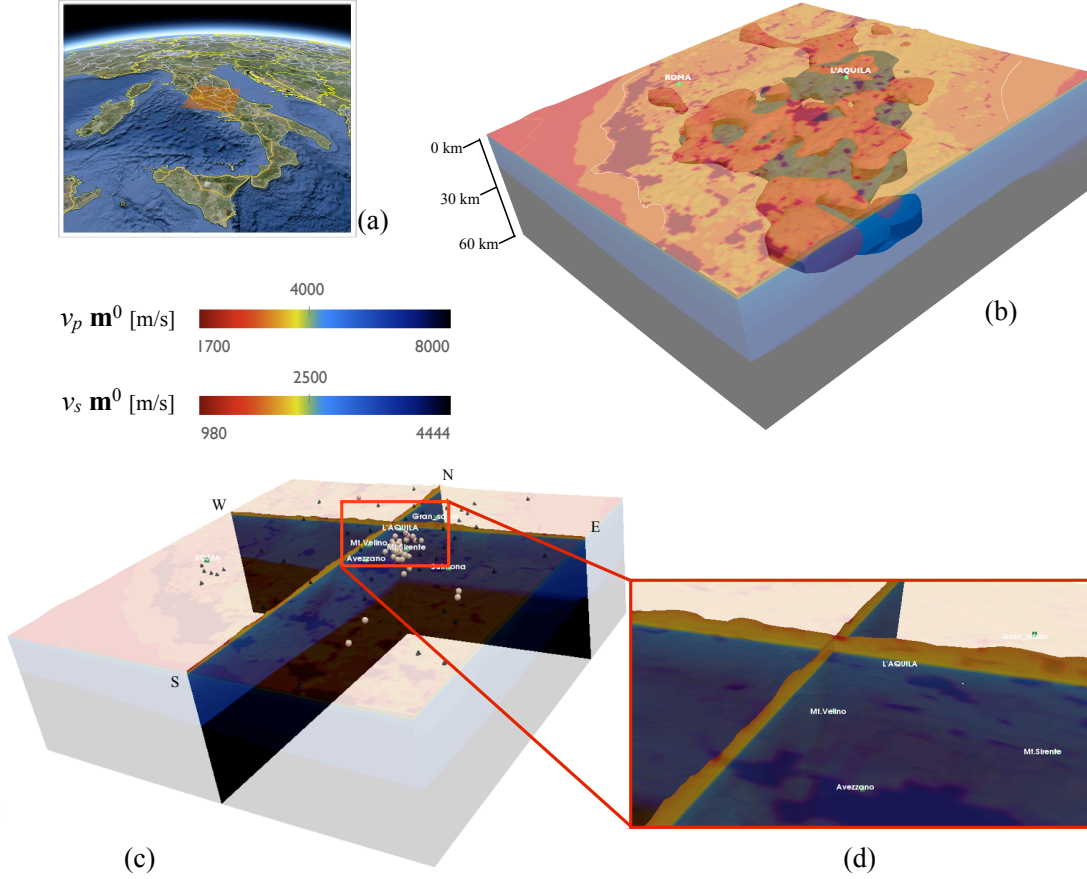 (a)
ROMA
L'AQUILA
0 km
30 km
60 km
(b)
4000
v_p m^0 [m/s]
1700 8000
2500
v_s m^0 [m/s]
980 4444
N
W
Gran_sa
L'AQUILA
E
Mt.Velino
Mt.Sirente
Avezzano
Sulmona
ROMA
S
Gran_sasso
L'AQUILA
Mt.Velino
Mt.Sirente
Avezzano
(c)
(d)